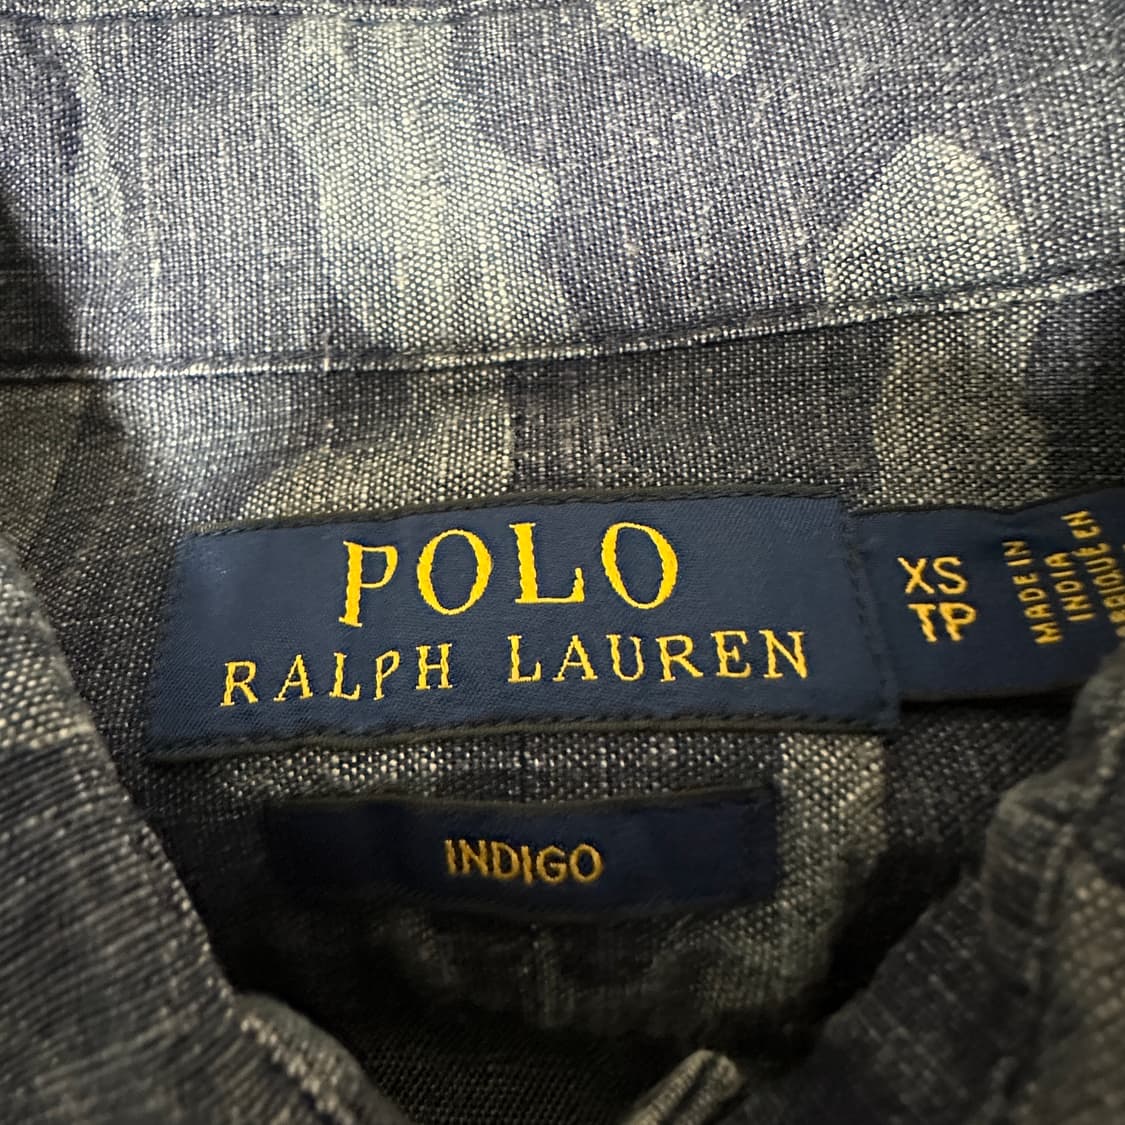 POLO
RALPH LAUREN
XS
TP
MADE IN
INDIA
INDIGO